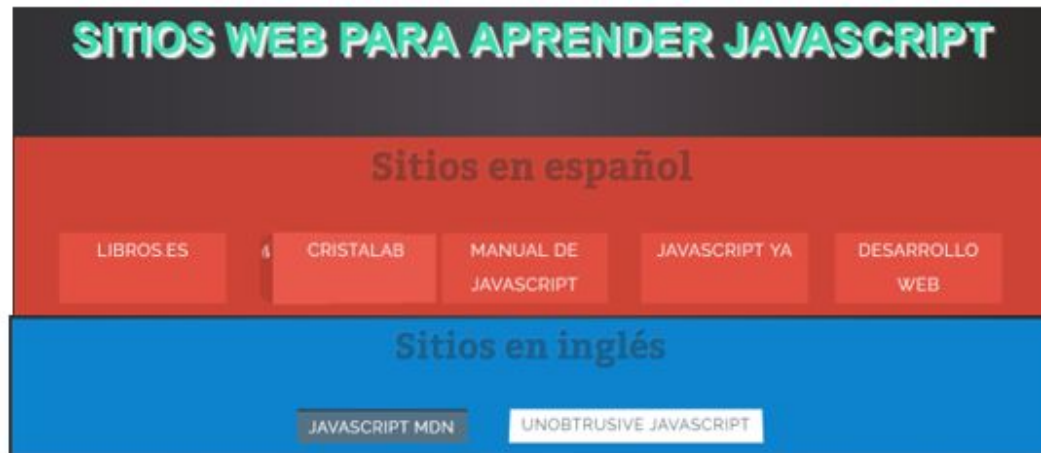 SITIOS WEB PARA APRENDER JAVASCRIPT
Sitios en español
LIBROS.ES
CRISTALAB
MANUAL DE
JAVASCRIPT
JAVASCRIPT YA
DESARROLLO
WEB
Sitios en inglés
JAVASCRIPT MDN
UNOBTRUSIVE JAVASCRIPT